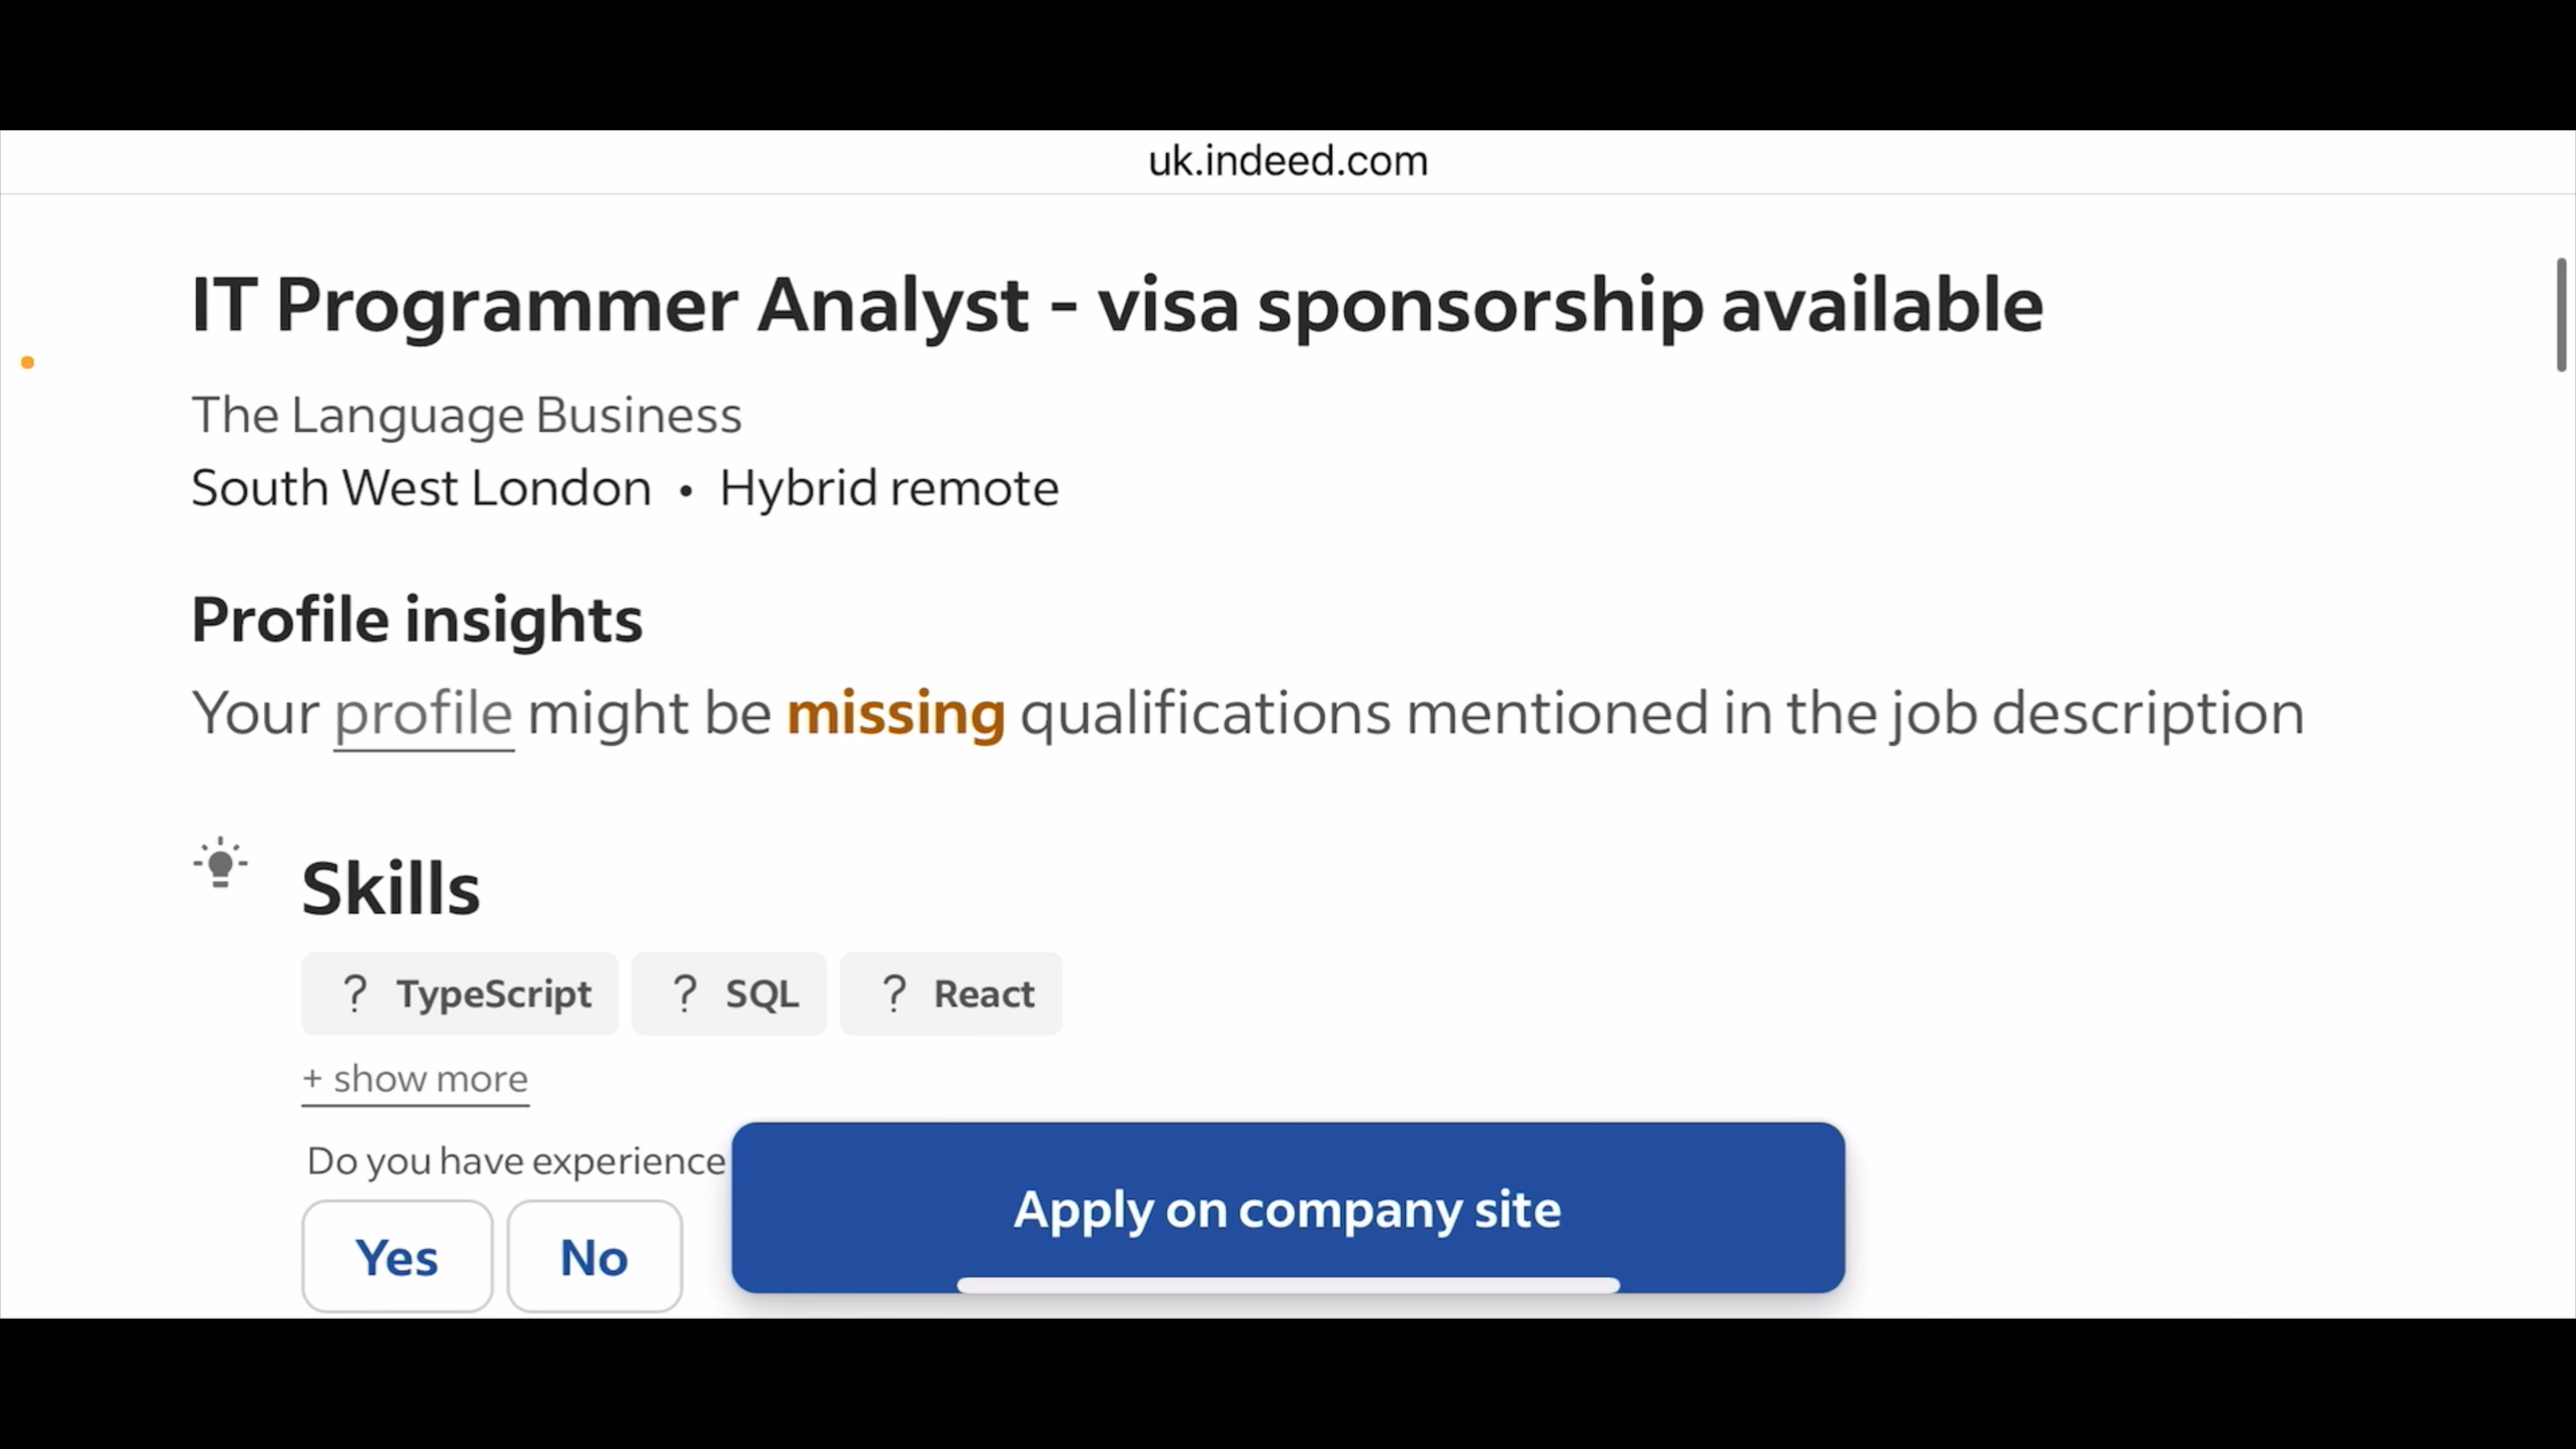 uk.indeed.com
IT Programmer Analyst - visa sponsorship available
The Language Business
South West London • Hybrid remote
Profile insights
Your profile might be missing qualifications mentioned in the job description
Skills
? TypeScript ? SQL ? React
+ show more
Do you have experience
Yes No
Apply on company site